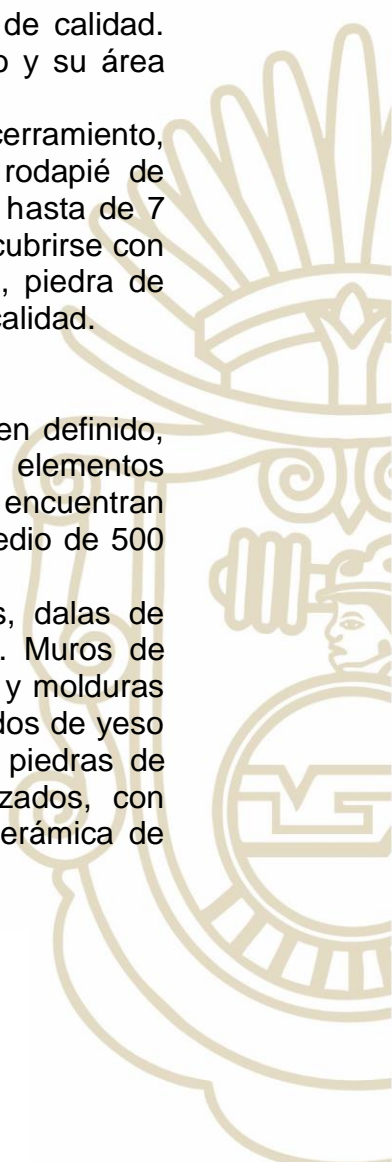 de calidad.
y su área
cerramiento,
rodapié de
hasta de 7
cubrirse con
, piedra de
calidad.
en definido,
elementos
encuentran
edio de 500
s, dalas de
. Muros de
y molduras
dos de yeso
piedras de
zados, con
erámica de